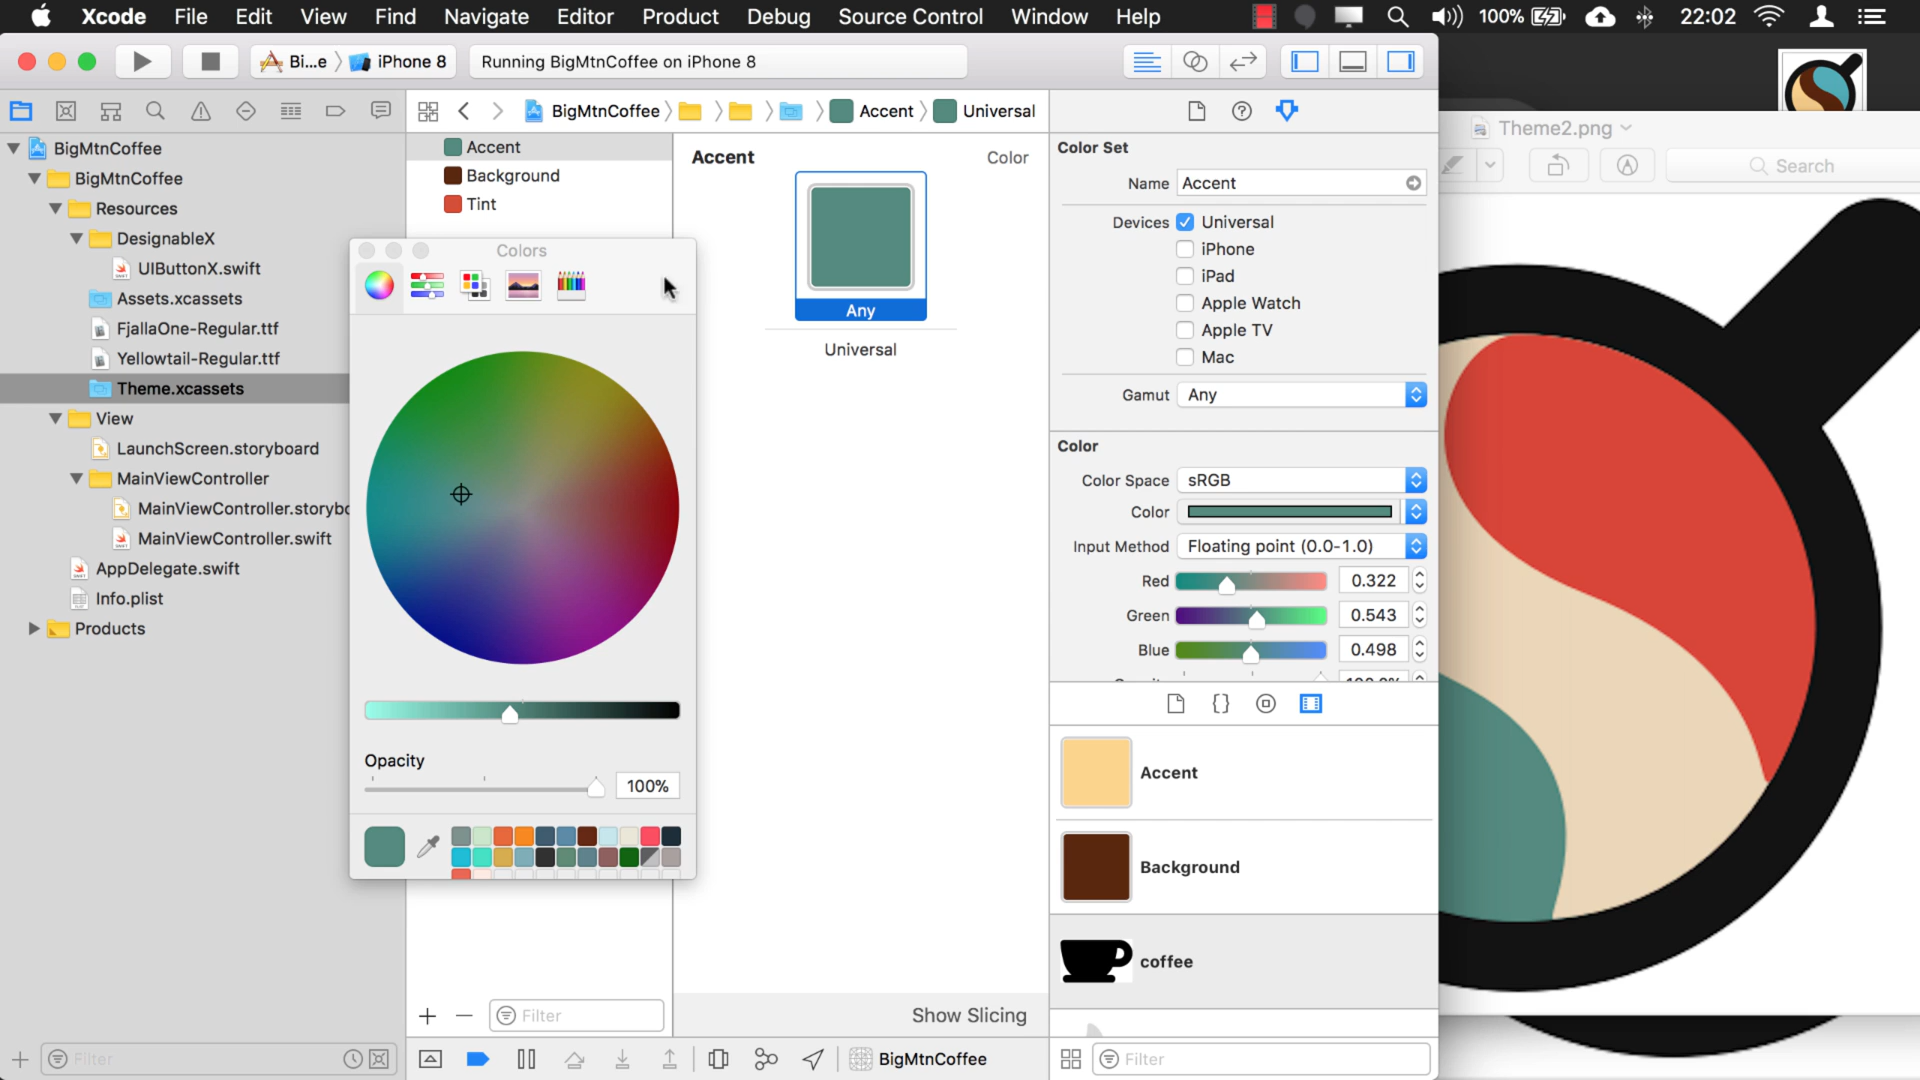 Xcode File Edit View Find Navigate Editor Product Debug Source Control Window Help 100% 22:02
Bi...e iPhone 8 Running BigMtnCoffee on iPhone 8
BigMtnCoffee Accent Universal
Theme2.png
Search
BigMtnCoffee
BigMtnCoffee
Resources
DesignableX
UIButtonX.swift
Assets.xcassets
FjallaOne-Regular.ttf
Yellowtail-Regular.ttf
Theme.xcassets
View
LaunchScreen.storyboard
MainViewController
MainViewController.storybo
MainViewController.swift
AppDelegate.swift
Info.plist
Products
Filter
Accent
Background
Tint
Filter
Colors
Opacity
100%
Accent Color
Any
Universal
Show Slicing
BigMtnCoffee
Color Set
Name Accent
Devices Universal
iPhone
iPad
Apple Watch
Apple TV
Mac
Gamut Any
Color
Color Space sRGB
Color
Input Method Floating point (0.0-1.0)
Red 0.322
Green 0.543
Blue 0.498
Accent
Background
coffee
Filter